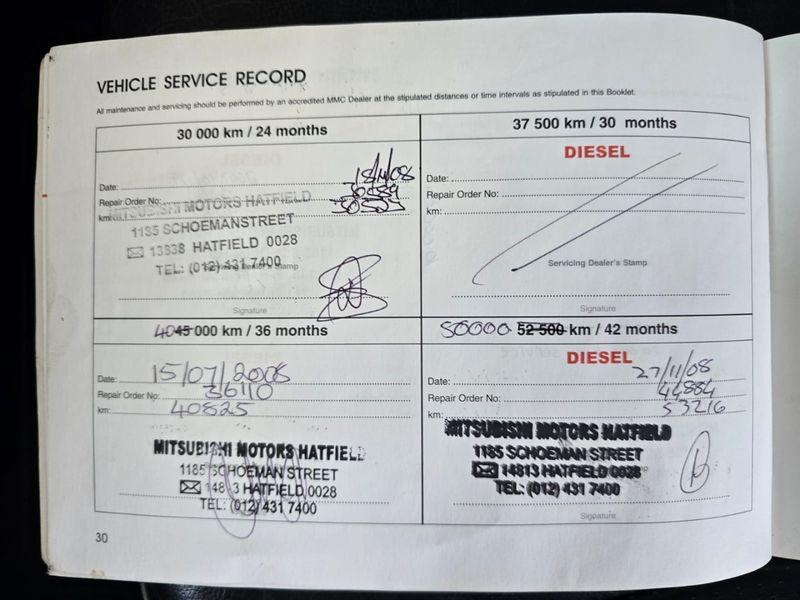 VEHICLE SERVICE RECORD
All maintenance and servicing should be performed by an accredited MMC Dealer at the stipulated distances or time intervals as stipulated in this Booklet.
30 000 km / 24 months
Date:
Repair Order No:
km:
MITSUBISHI MOTORS HATFIELD
1185 SCHOEMANSTREET
13838 HATFIELD 0028
TEL: (012) 431 7400
Servicing Dealer's Stamp
Signature
37 500 km / 30 months
DIESEL
Date:
Repair Order No:
km:
Servicing Dealer's Stamp
Signature
40 45 000 km / 36 months
Date: 15/07/2008
Repair Order No: 36110
km: 40825
MITSUBISHI MOTORS HATFIELD
1185 SCHOEMAN STREET
HATFIELD 0028
TEL: (012) 431 7400
50000 52 500 km / 42 months
DIESEL
Date: 27/11/08
Repair Order No: 44884
km: 53216
MITSUBISHI MOTORS HATFIELD
1185 SCHOEMAN STREET
14813 HATFIELD 0028
TEL: (012) 431 7400
Signature
30